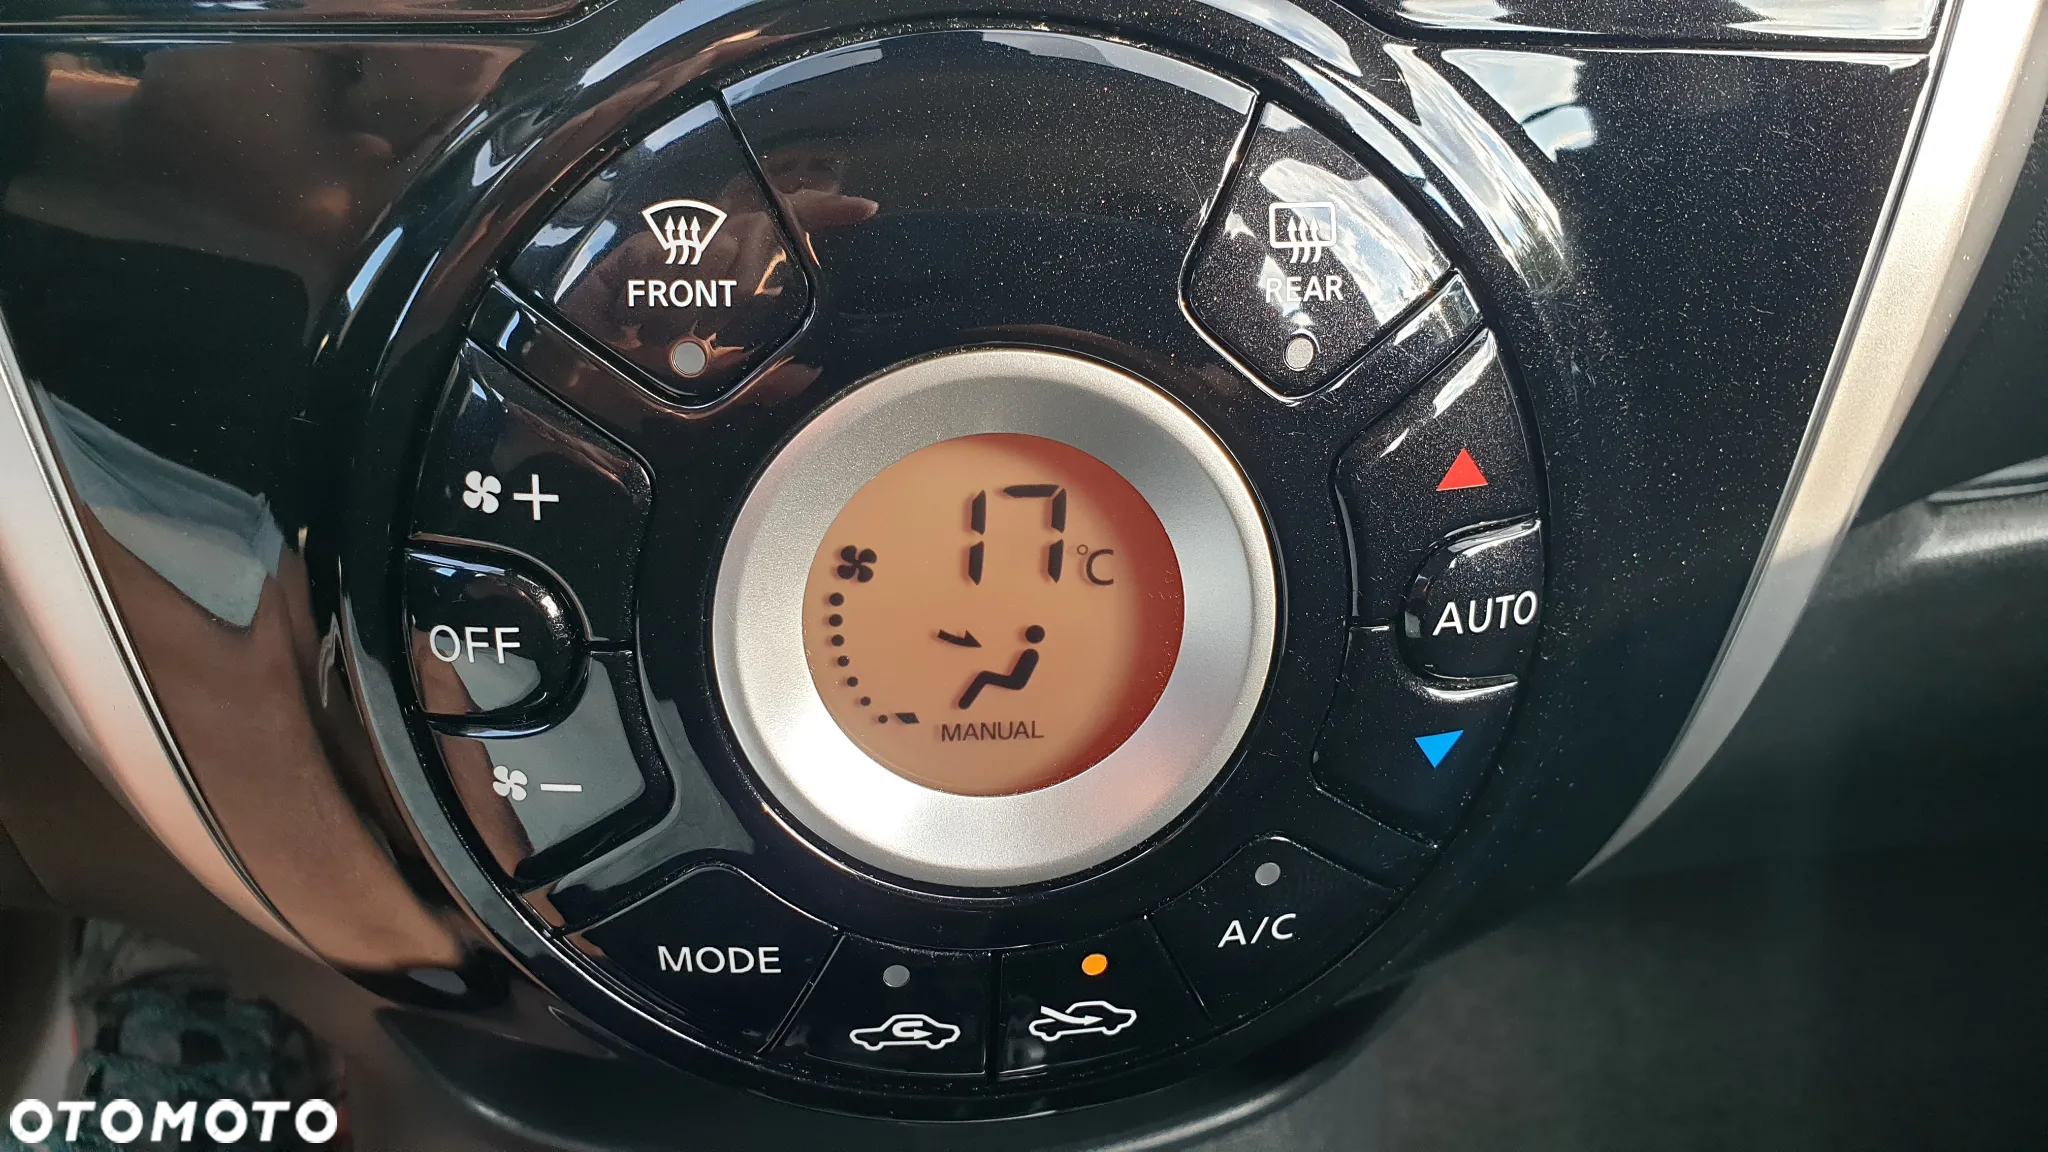 FRONT
REAR
+
17 °C
OFF
AUTO
MANUAL
-
MODE
A/C
OTOMOTO